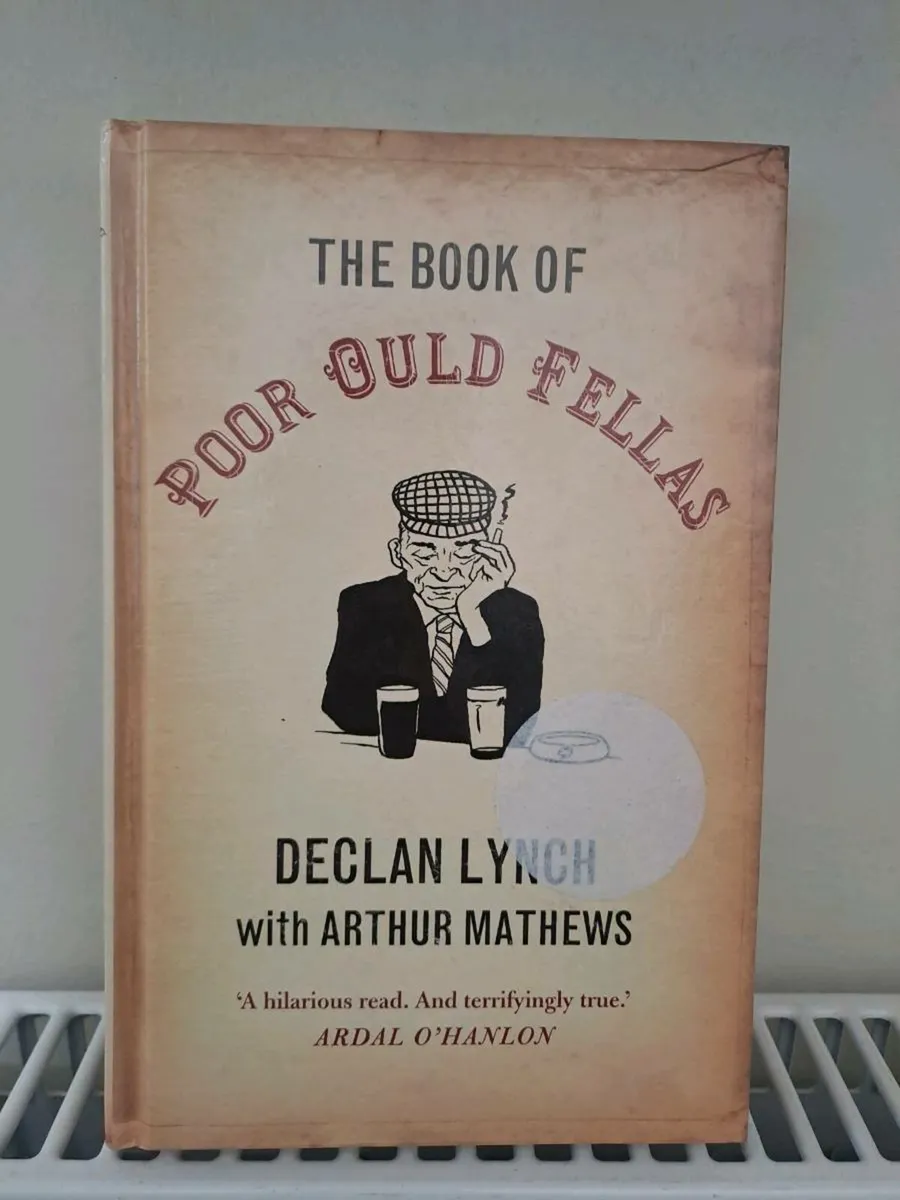 THE BOOK OF
POOR OULD FELLAS
DECLAN LYNCH
with ARTHUR MATHEWS
‘A hilarious read. And terrifyingly true.’
ARDAL O’HANLON